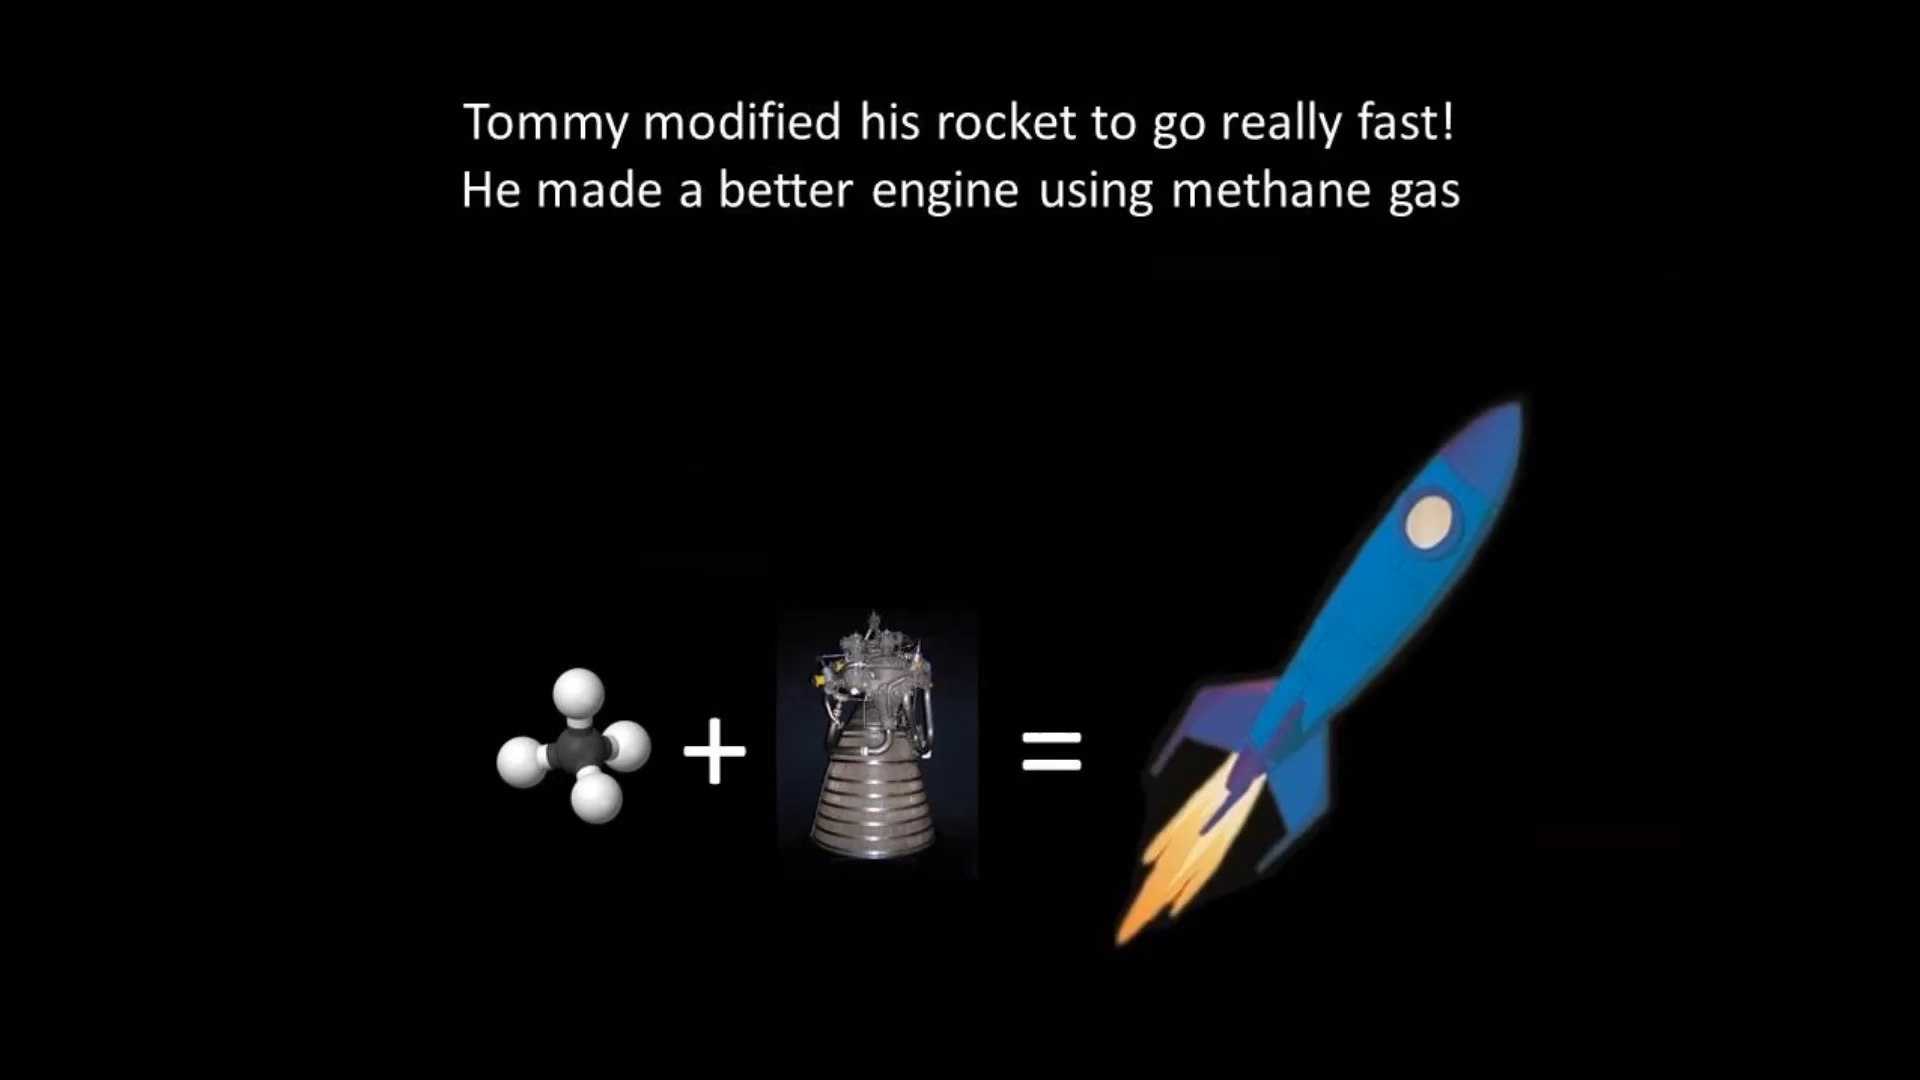 Tommy modified his rocket to go really fast!
He made a better engine using methane gas
+
=